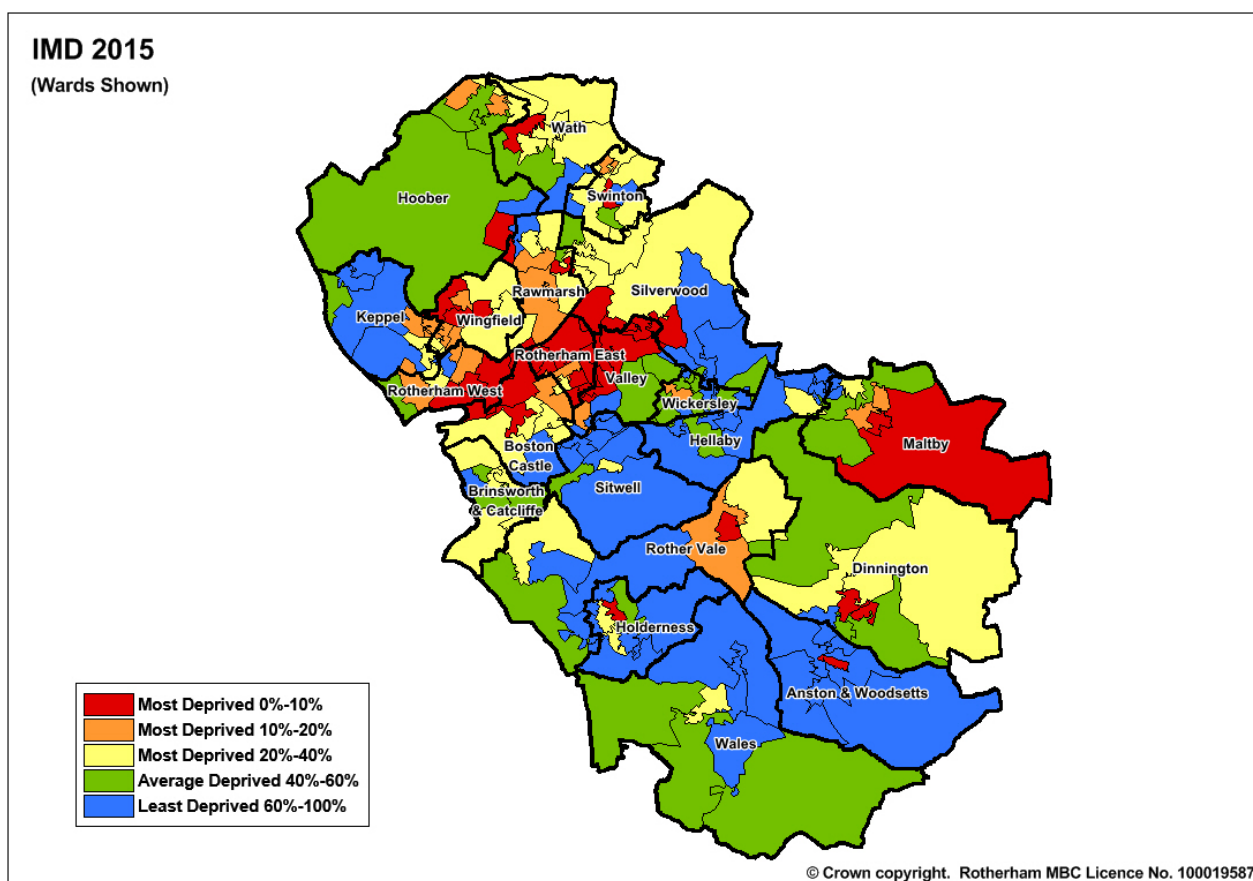 IMD 2015
(Wards Shown)
Wath
Hoober
Swinton
Silverwood
Rawmarsh
Keppel
Wingfield
Rotherham East
Valley
Rotherham West
Wickersley
Maltby
Hellaby
Boston
Castle
Sitwell
Brinsworth
& Catcliffe
Rother Vale
Dinnington
Holderness
Anston & Woodsetts
Wales
Most Deprived 0%-10%
Most Deprived 10%-20%
Most Deprived 20%-40%
Average Deprived 40%-60%
Least Deprived 60%-100%
© Crown copyright. Rotherham MBC Licence No. 100019587